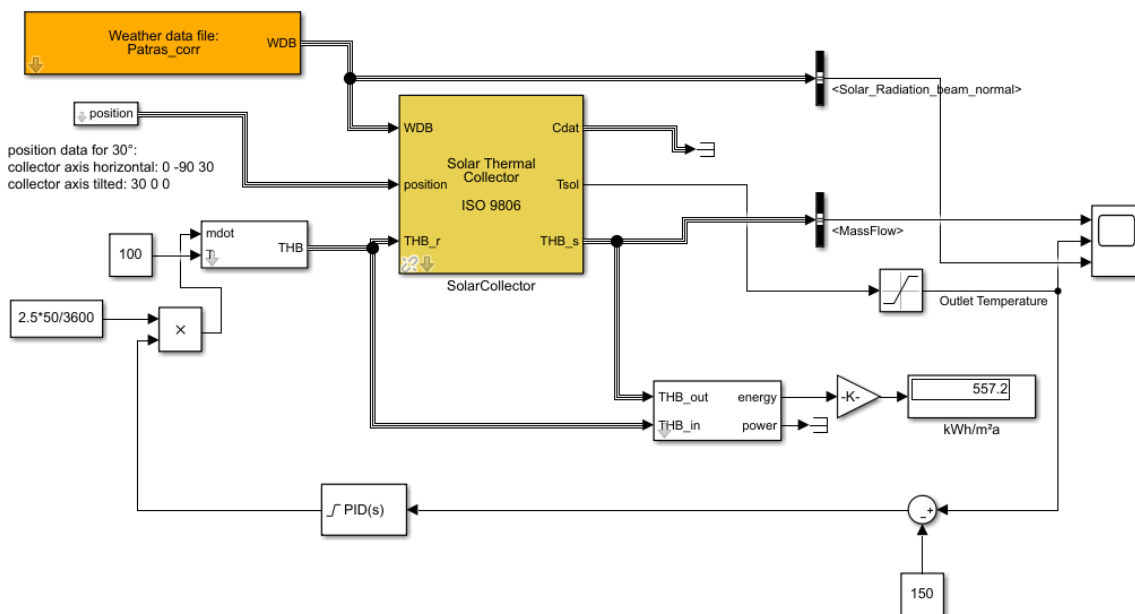 Weather data file:
Patras_corr
WDB
position
position data for 30°:
collector axis horizontal: 0 -90 30
collector axis tilted: 30 0 0
WDB
position
THB_r
Solar Thermal
Collector
ISO 9806
Cdat
Tsol
THB_s
SolarCollector
<Solar_Radiation_beam_normal>
<MassFlow>
Outlet Temperature
100
mdot
T
THB
2.5*50/3600
×
THB_out
THB_in
energy
power
-K-
557.2
kWh/m²a
PID(s)
+
−
150